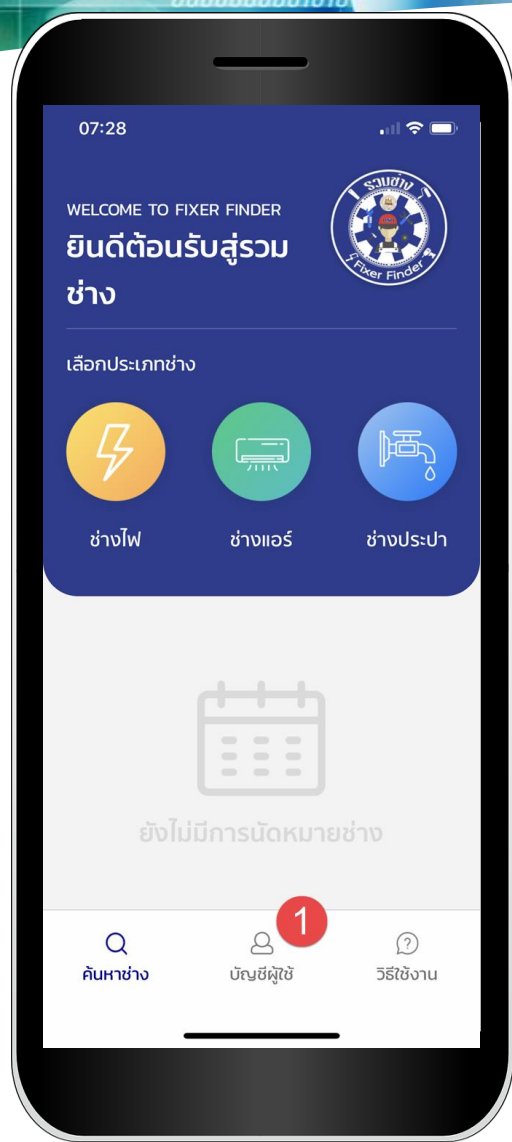 07:28
WELCOME TO FIXER FINDER
ยินดีต้อนรับสู่รวม
ช่าง
รวมช่าง
Fixer Finder
เลือกประเภทช่าง
ช่างไฟ
ช่างแอร์
ช่างประปา
ยังไม่มีการนัดหมายช่าง
1
ค้นหาช่าง
บัญชีผู้ใช้
วิธีใช้งาน